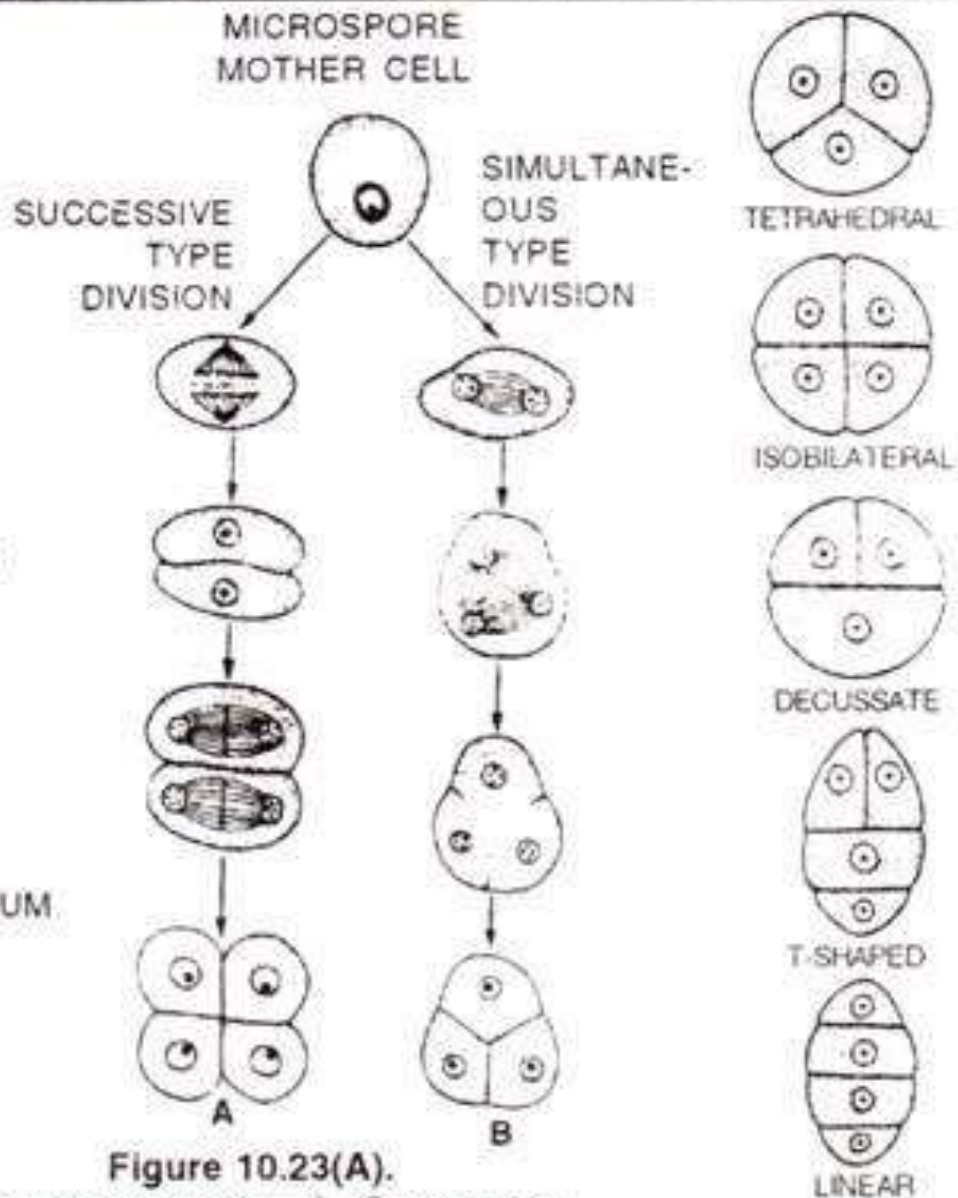 MICROSPORE
MOTHER CELL
SUCCESSIVE
TYPE
DIVISION
SIMULTANE-
OUS
TYPE
DIVISION
UM
A
B
Figure 10.23(A).
TETRAHEDRAL
ISOBILATERAL
DECUSSATE
T-SHAPED
LINEAR